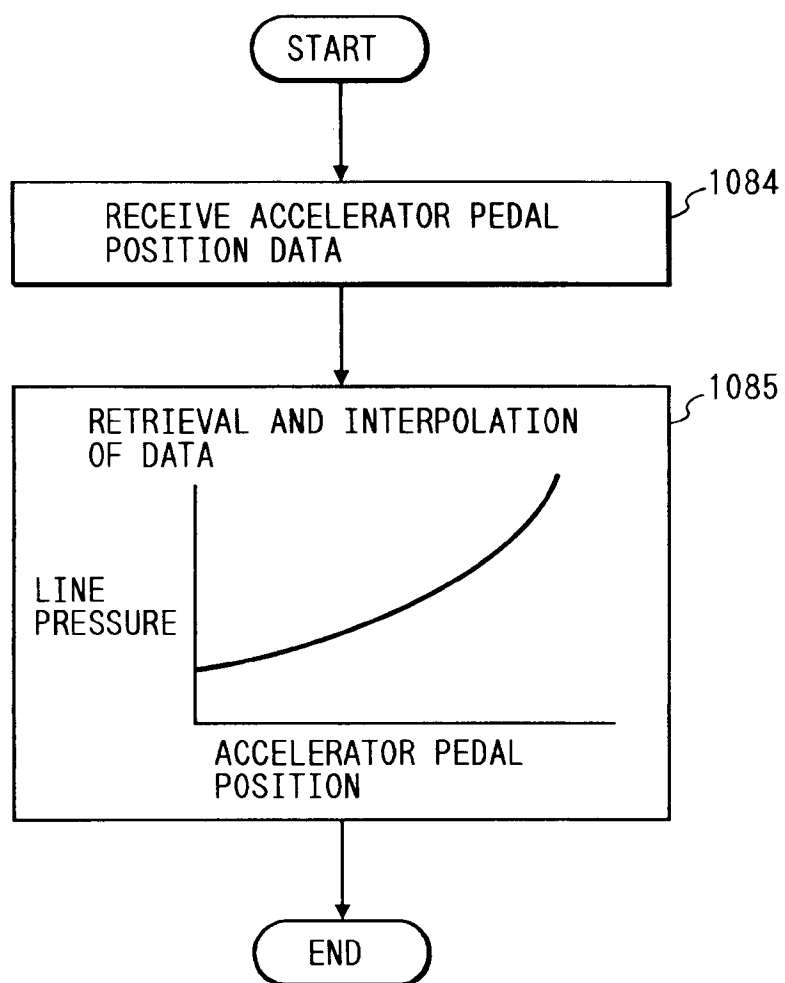 START
1084
RECEIVE ACCELERATOR PEDAL
POSITION DATA
1085
RETRIEVAL AND INTERPOLATION
OF DATA
LINE
PRESSURE
ACCELERATOR PEDAL
POSITION
END